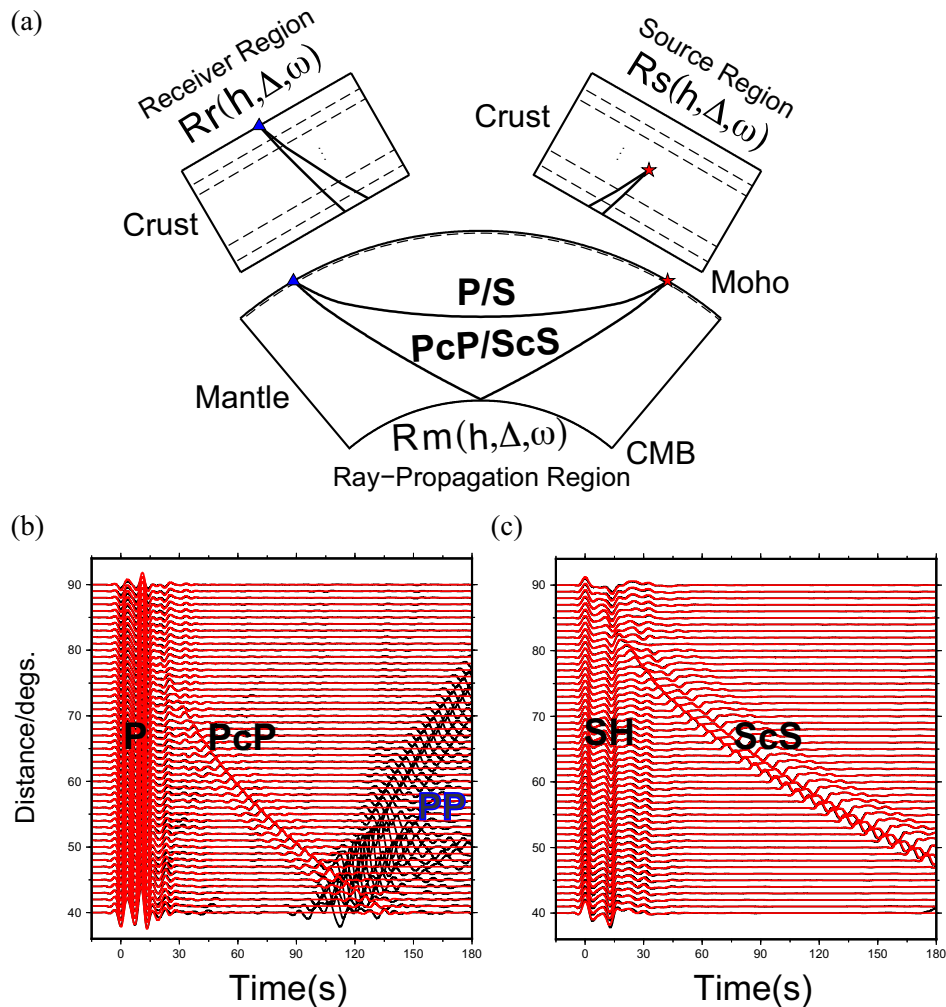 (a)
Receiver Region
Rr(h,Δ,ω)
Source Region
Rs(h,Δ,ω)
Crust
Crust
Moho
P/S
PcP/ScS
Mantle
Rm(h,Δ,ω)
CMB
Ray−Propagation Region
(b)
(c)
90
80
70
60
50
40
Distance/degs.
P
PcP
PP
0
30
60
90
120
150
180
Time(s)
90
80
70
60
50
40
SH
ScS
0
30
60
90
120
150
180
Time(s)